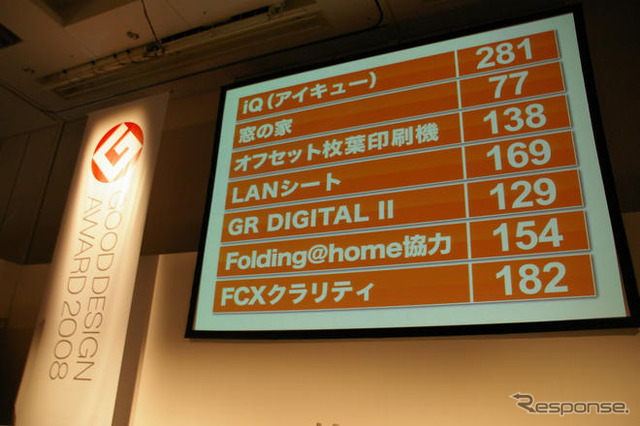 iQ（アイキュー） 281
窓の家 77
オフセット枚葉印刷機 138
LANシート 169
GR DIGITAL II 129
Folding@home協力 154
FCXクラリティ 182
GOOD DESIGN
AWARD 2008
Response.